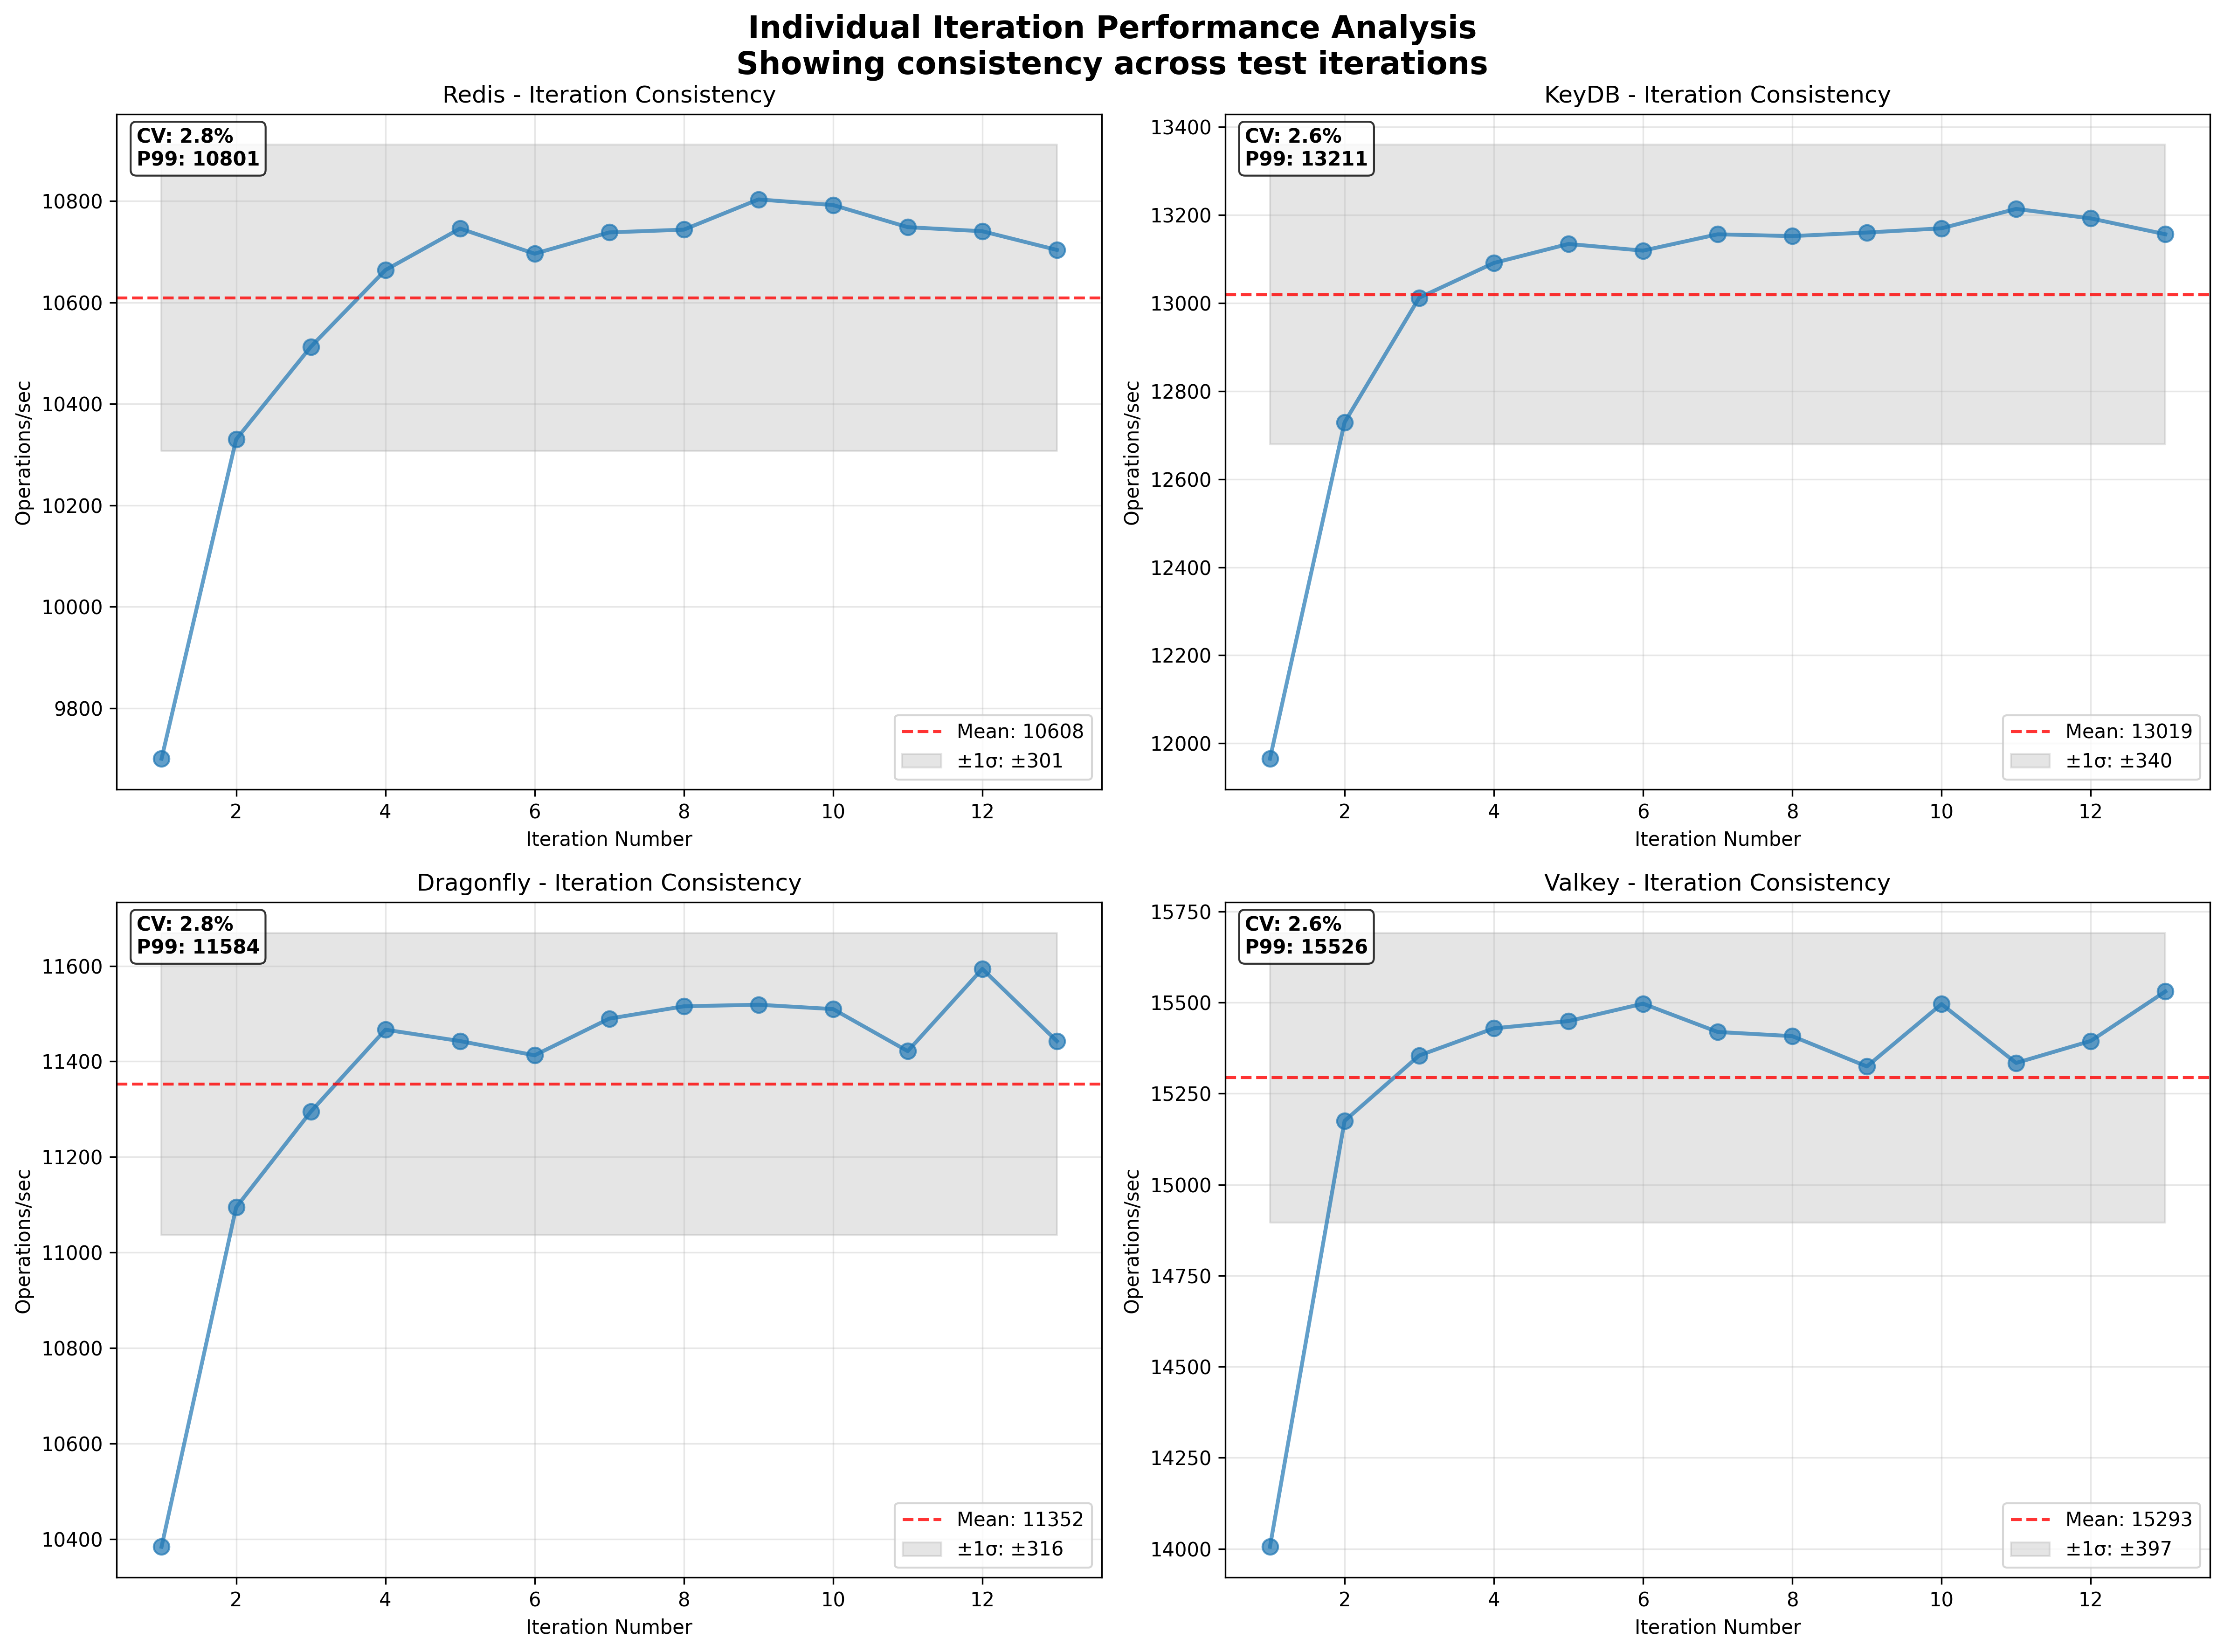 Individual Iteration Performance Analysis
Showing consistency across test iterations
Redis - Iteration Consistency
CV: 2.8%
P99: 10801
10800
10600
10400
10200
10000
9800
Operations/sec
Mean: 10608
±1σ: ±301
2 4 6 8 10 12
Iteration Number
KeyDB - Iteration Consistency
CV: 2.6%
P99: 13211
13400
13200
13000
12800
12600
12400
12200
12000
Operations/sec
Mean: 13019
±1σ: ±340
2 4 6 8 10 12
Iteration Number
Dragonfly - Iteration Consistency
CV: 2.8%
P99: 11584
11600
11400
11200
11000
10800
10600
10400
Operations/sec
Mean: 11352
±1σ: ±316
2 4 6 8 10 12
Iteration Number
Valkey - Iteration Consistency
CV: 2.6%
P99: 15526
15750
15500
15250
15000
14750
14500
14250
14000
Operations/sec
Mean: 15293
±1σ: ±397
2 4 6 8 10 12
Iteration Number